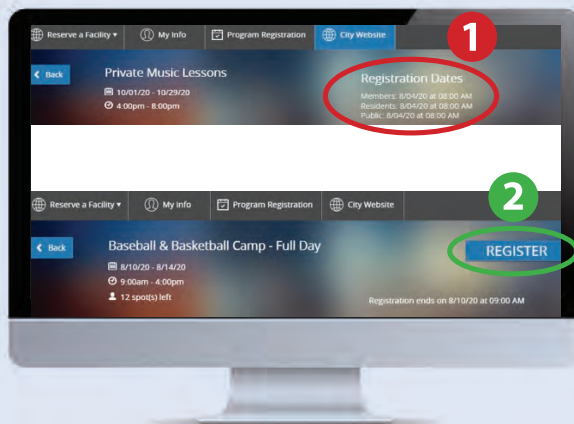 Reserve a Facility ▾ My Info Program Registration City Website
1
Back
Private Music Lessons
10/01/20 - 10/29/20
4:00pm - 8:00pm
Registration Dates
Members: 8/04/20 at 08:00 AM
Residents: 8/04/20 at 08:00 AM
Public: 8/04/20 at 08:00 AM
2
Reserve a Facility ▾ My Info Program Registration City Website
Back
Baseball & Basketball Camp - Full Day
8/10/20 - 8/14/20
9:00am - 4:00pm
12 spot(s) left
REGISTER
Registration ends on 8/10/20 at 09:00 AM